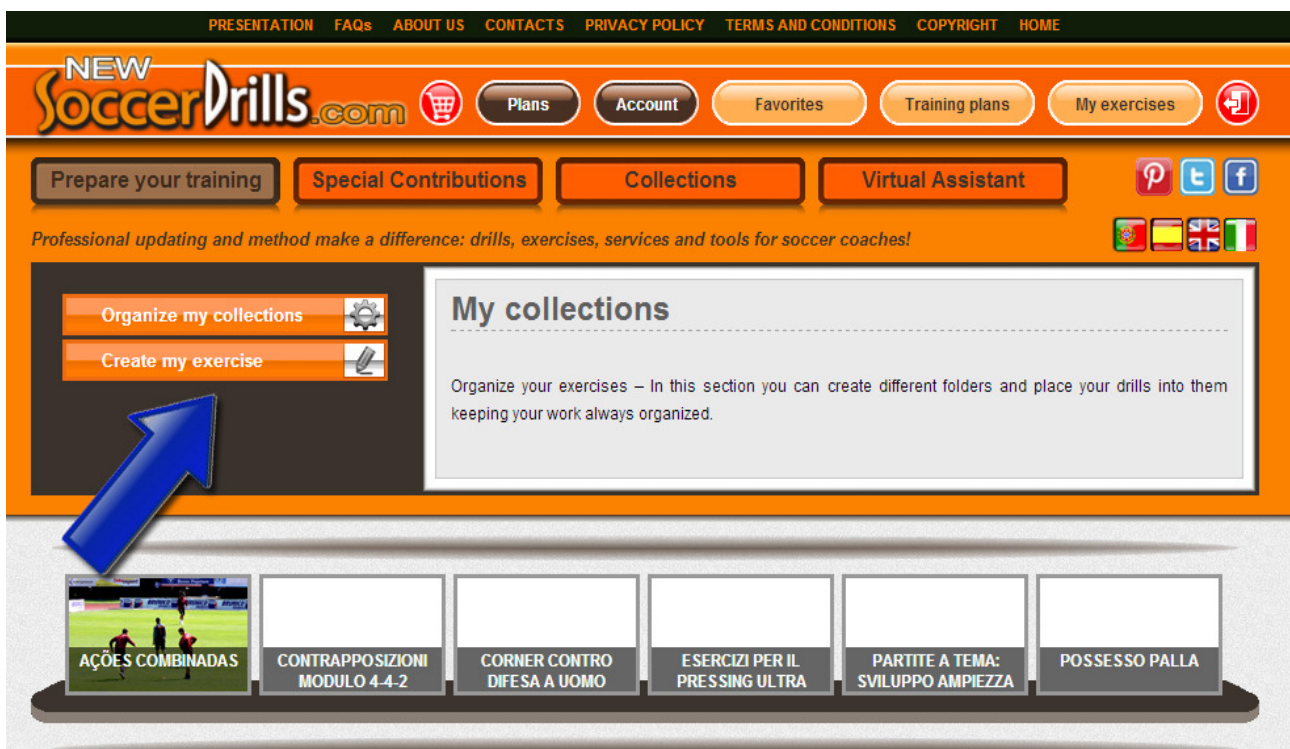 PRESENTATION FAQs ABOUT US CONTACTS PRIVACY POLICY TERMS AND CONDITIONS COPYRIGHT HOME
NEW
SoccerDrills.com
Plans Account Favorites Training plans My exercises
Prepare your training Special Contributions Collections Virtual Assistant
Professional updating and method make a difference: drills, exercises, services and tools for soccer coaches!
Organize my collections
Create my exercise
My collections
Organize your exercises – In this section you can create different folders and place your drills into them
keeping your work always organized.
AÇÕES COMBINADAS
CONTRAPPOSIZIONI
MODULO 4-4-2
CORNER CONTRO
DIFESA A UOMO
ESERCIZI PER IL
PRESSING ULTRA
PARTITE A TEMA:
SVILUPPO AMPIEZZA
POSSESSO PALLA